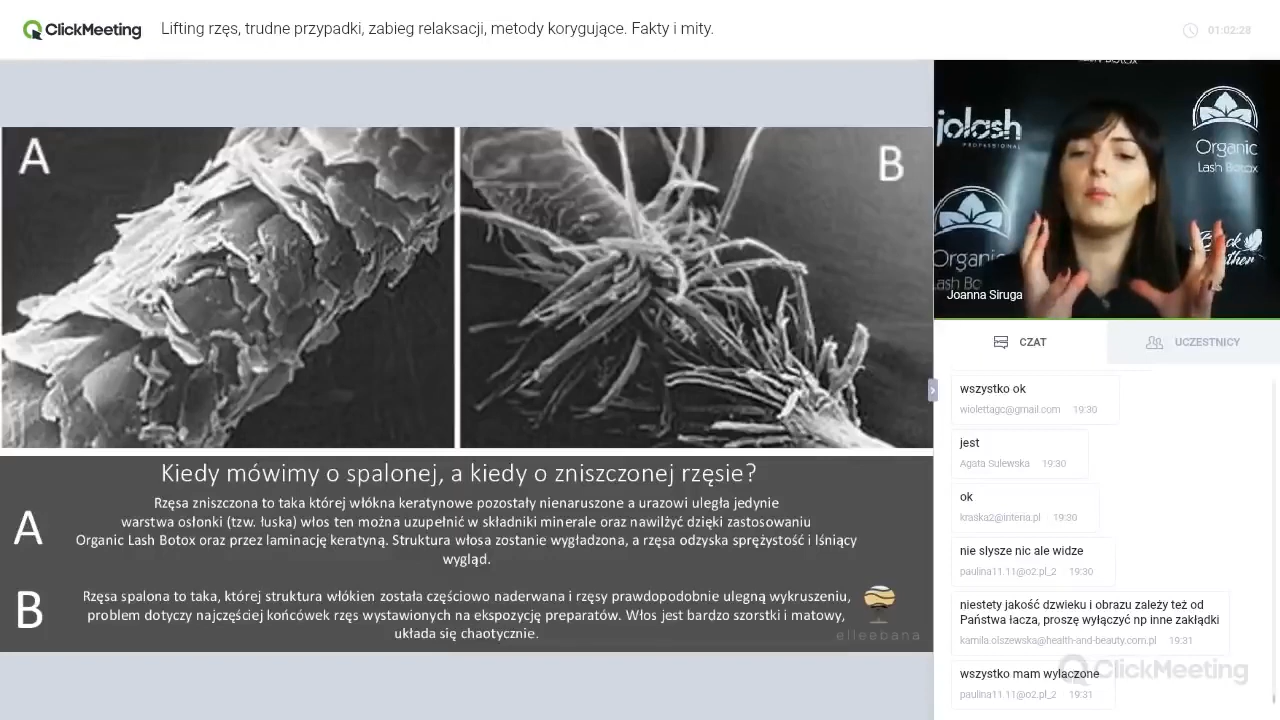 ClickMeeting
Lifting rzęs, trudne przypadki, zabieg relaksacji, metody korygujące. Fakty i mity.
01:02:28
A
B
Kiedy mówimy o spalonej, a kiedy o zniszczonej rzęsie?
A
Rzęsa zniszczona to taka której włókna keratynowe pozostały nienaruszone a urazowi uległa jedynie
warstwa osłonki (tzw. łuska) włos ten można uzupełnić w składniki minerale oraz nawilżyć dzięki zastosowaniu
Organic Lash Botox oraz przez laminację keratyną. Struktura włosa zostanie wygładzona, a rzęsa odzyska sprężystość i lśniący
wygląd.
B
Rzęsa spalona to taka, której struktura włókien została częściowo naderwana i rzęsy prawdopodobnie ulegną wykruszeniu,
problem dotyczy najczęściej końcówek rzęs wystawionych na ekspozycję preparatów. Włos jest bardzo szorstki i matowy,
układa się chaotycznie.
elleebana
jolash
PROFESSIONAL
Organic
Lash Botox
Organic
Lash Bo
Joanna Siruga
CZAT
UCZESTNICY
wszystko ok
wiolettagc@gmail.com 19:30
jest
Agata Sulewska 19:30
ok
kraska2@interia.pl 19:30
nie slysze nic ale widze
paulina11.11@o2.pl_2 19:30
niestety jakość dzwieku i obrazu zależy też od
Państwa łacza, proszę wyłączyć np inne zakłądki
kamila.olszewska@health-and-beauty.com.pl 19:31
wszystko mam wylaczone
paulina11.11@o2.pl_2 19:31
ClickMeeting